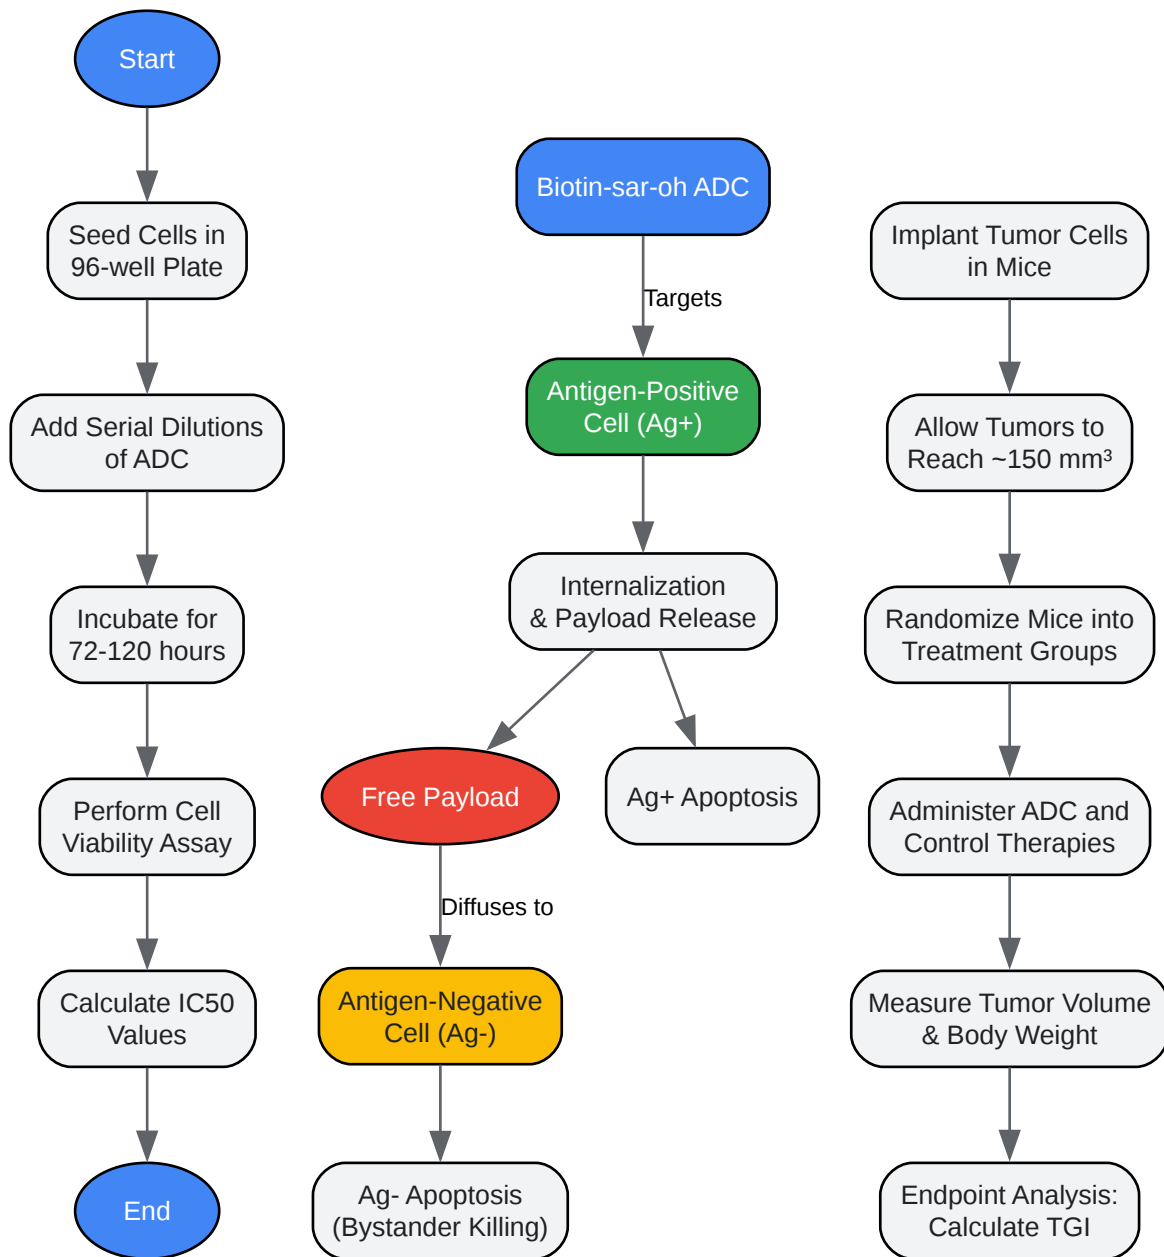 Start
Seed Cells in
96-well Plate
Add Serial Dilutions
of ADC
Incubate for
72-120 hours
Perform Cell
Viability Assay
Calculate IC50
Values
End
Biotin-sar-oh ADC
Targets
Antigen-Positive
Cell (Ag+)
Internalization
& Payload Release
Free Payload
Ag+ Apoptosis
Diffuses to
Antigen-Negative
Cell (Ag-)
Ag- Apoptosis
(Bystander Killing)
Implant Tumor Cells
in Mice
Allow Tumors to
Reach ~150 mm³
Randomize Mice into
Treatment Groups
Administer ADC and
Control Therapies
Measure Tumor Volume
& Body Weight
Endpoint Analysis:
Calculate TGI